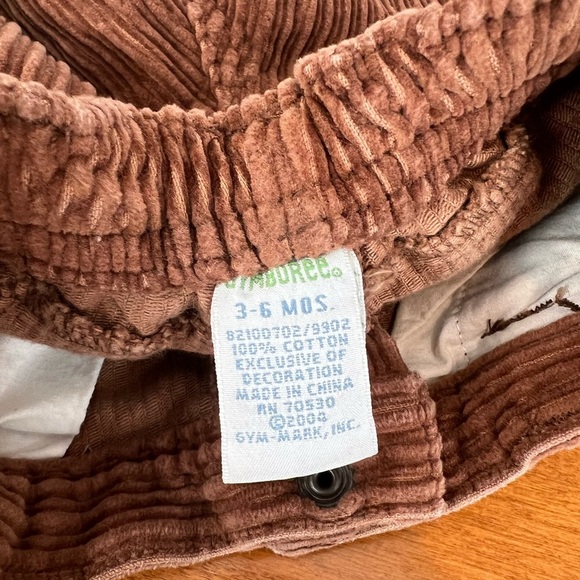 GYMBOREE®
3-6 MOS.
82100702/9902
100% COTTON
EXCLUSIVE OF
DECORATION
MADE IN CHINA
RN 70530
©2004
GYM-MARK, INC.